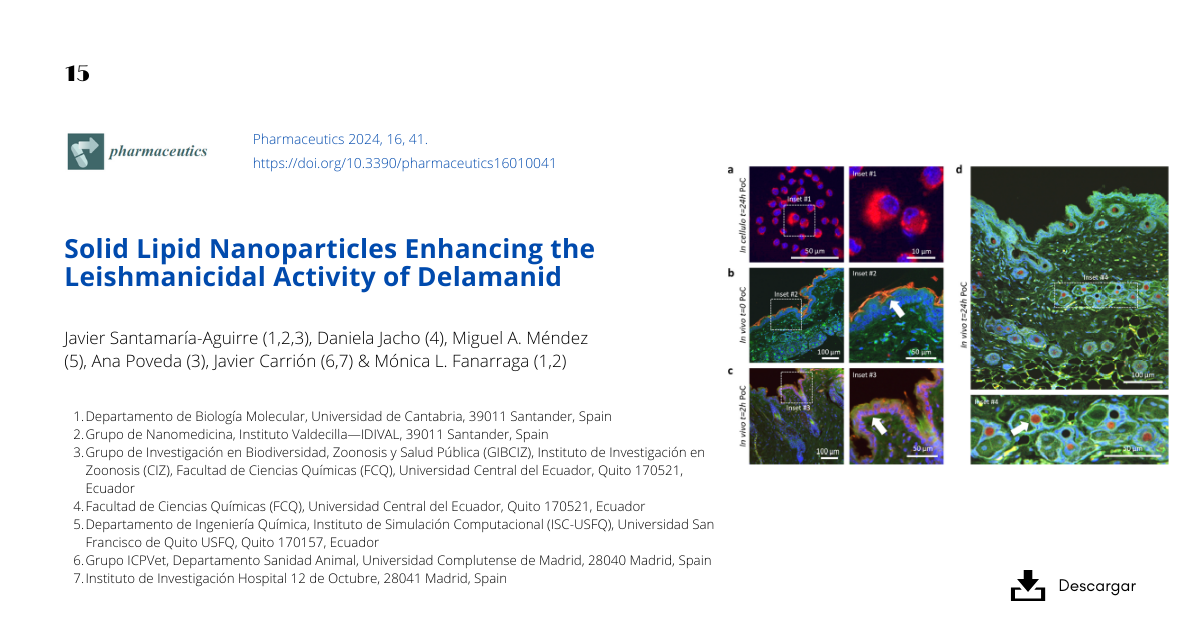 15
pharmaceutics
Pharmaceutics 2024, 16, 41.
https://doi.org/10.3390/pharmaceutics16010041
Solid Lipid Nanoparticles Enhancing the
Leishmanicidal Activity of Delamanid
Javier Santamaría-Aguirre (1,2,3), Daniela Jacho (4), Miguel A. Méndez
(5), Ana Poveda (3), Javier Carrión (6,7) & Mónica L. Fanarraga (1,2)
1. Departamento de Biología Molecular, Universidad de Cantabria, 39011 Santander, Spain
2. Grupo de Nanomedicina, Instituto Valdecilla—IDIVAL, 39011 Santander, Spain
3. Grupo de Investigación en Biodiversidad, Zoonosis y Salud Pública (GIBCIZ), Instituto de Investigación en
Zoonosis (CIZ), Facultad de Ciencias Químicas (FCQ), Universidad Central del Ecuador, Quito 170521,
Ecuador
4. Facultad de Ciencias Químicas (FCQ), Universidad Central del Ecuador, Quito 170521, Ecuador
5. Departamento de Ingeniería Química, Instituto de Simulación Computacional (ISC-USFQ), Universidad San
Francisco de Quito USFQ, Quito 170157, Ecuador
6. Grupo ICPVet, Departamento Sanidad Animal, Universidad Complutense de Madrid, 28040 Madrid, Spain
7. Instituto de Investigación Hospital 12 de Octubre, 28041 Madrid, Spain
a
In cellulo t=24h PoC
Inset #1
50 µm
Inset #1
10 µm
b
In vivo t=0 PoC
Inset #2
100 µm
Inset #2
50 µm
c
In vivo t=2h PoC
Inset #3
100 µm
Inset #3
50 µm
d
In vivo t=24h PoC
Inset #4
100 µm
Inset #4
Descargar